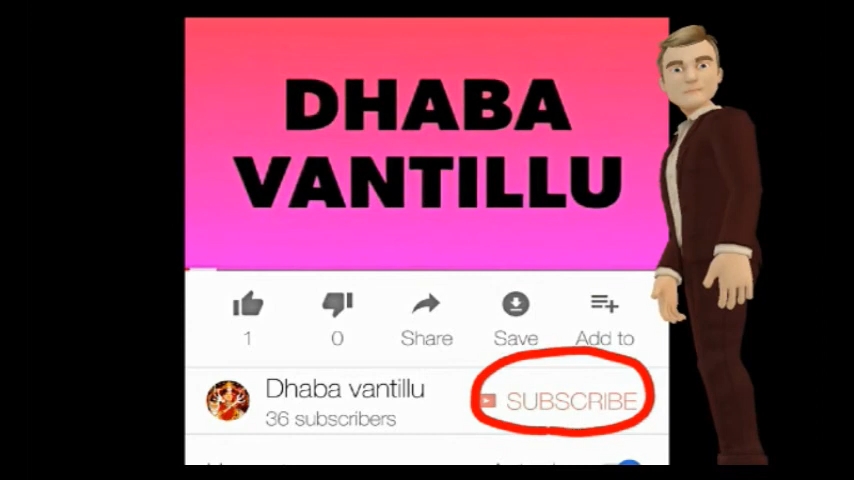 DHABA
VANTILLU
1 0 Share Save Add to
Dhaba vantillu
36 subscribers
SUBSCRIBE